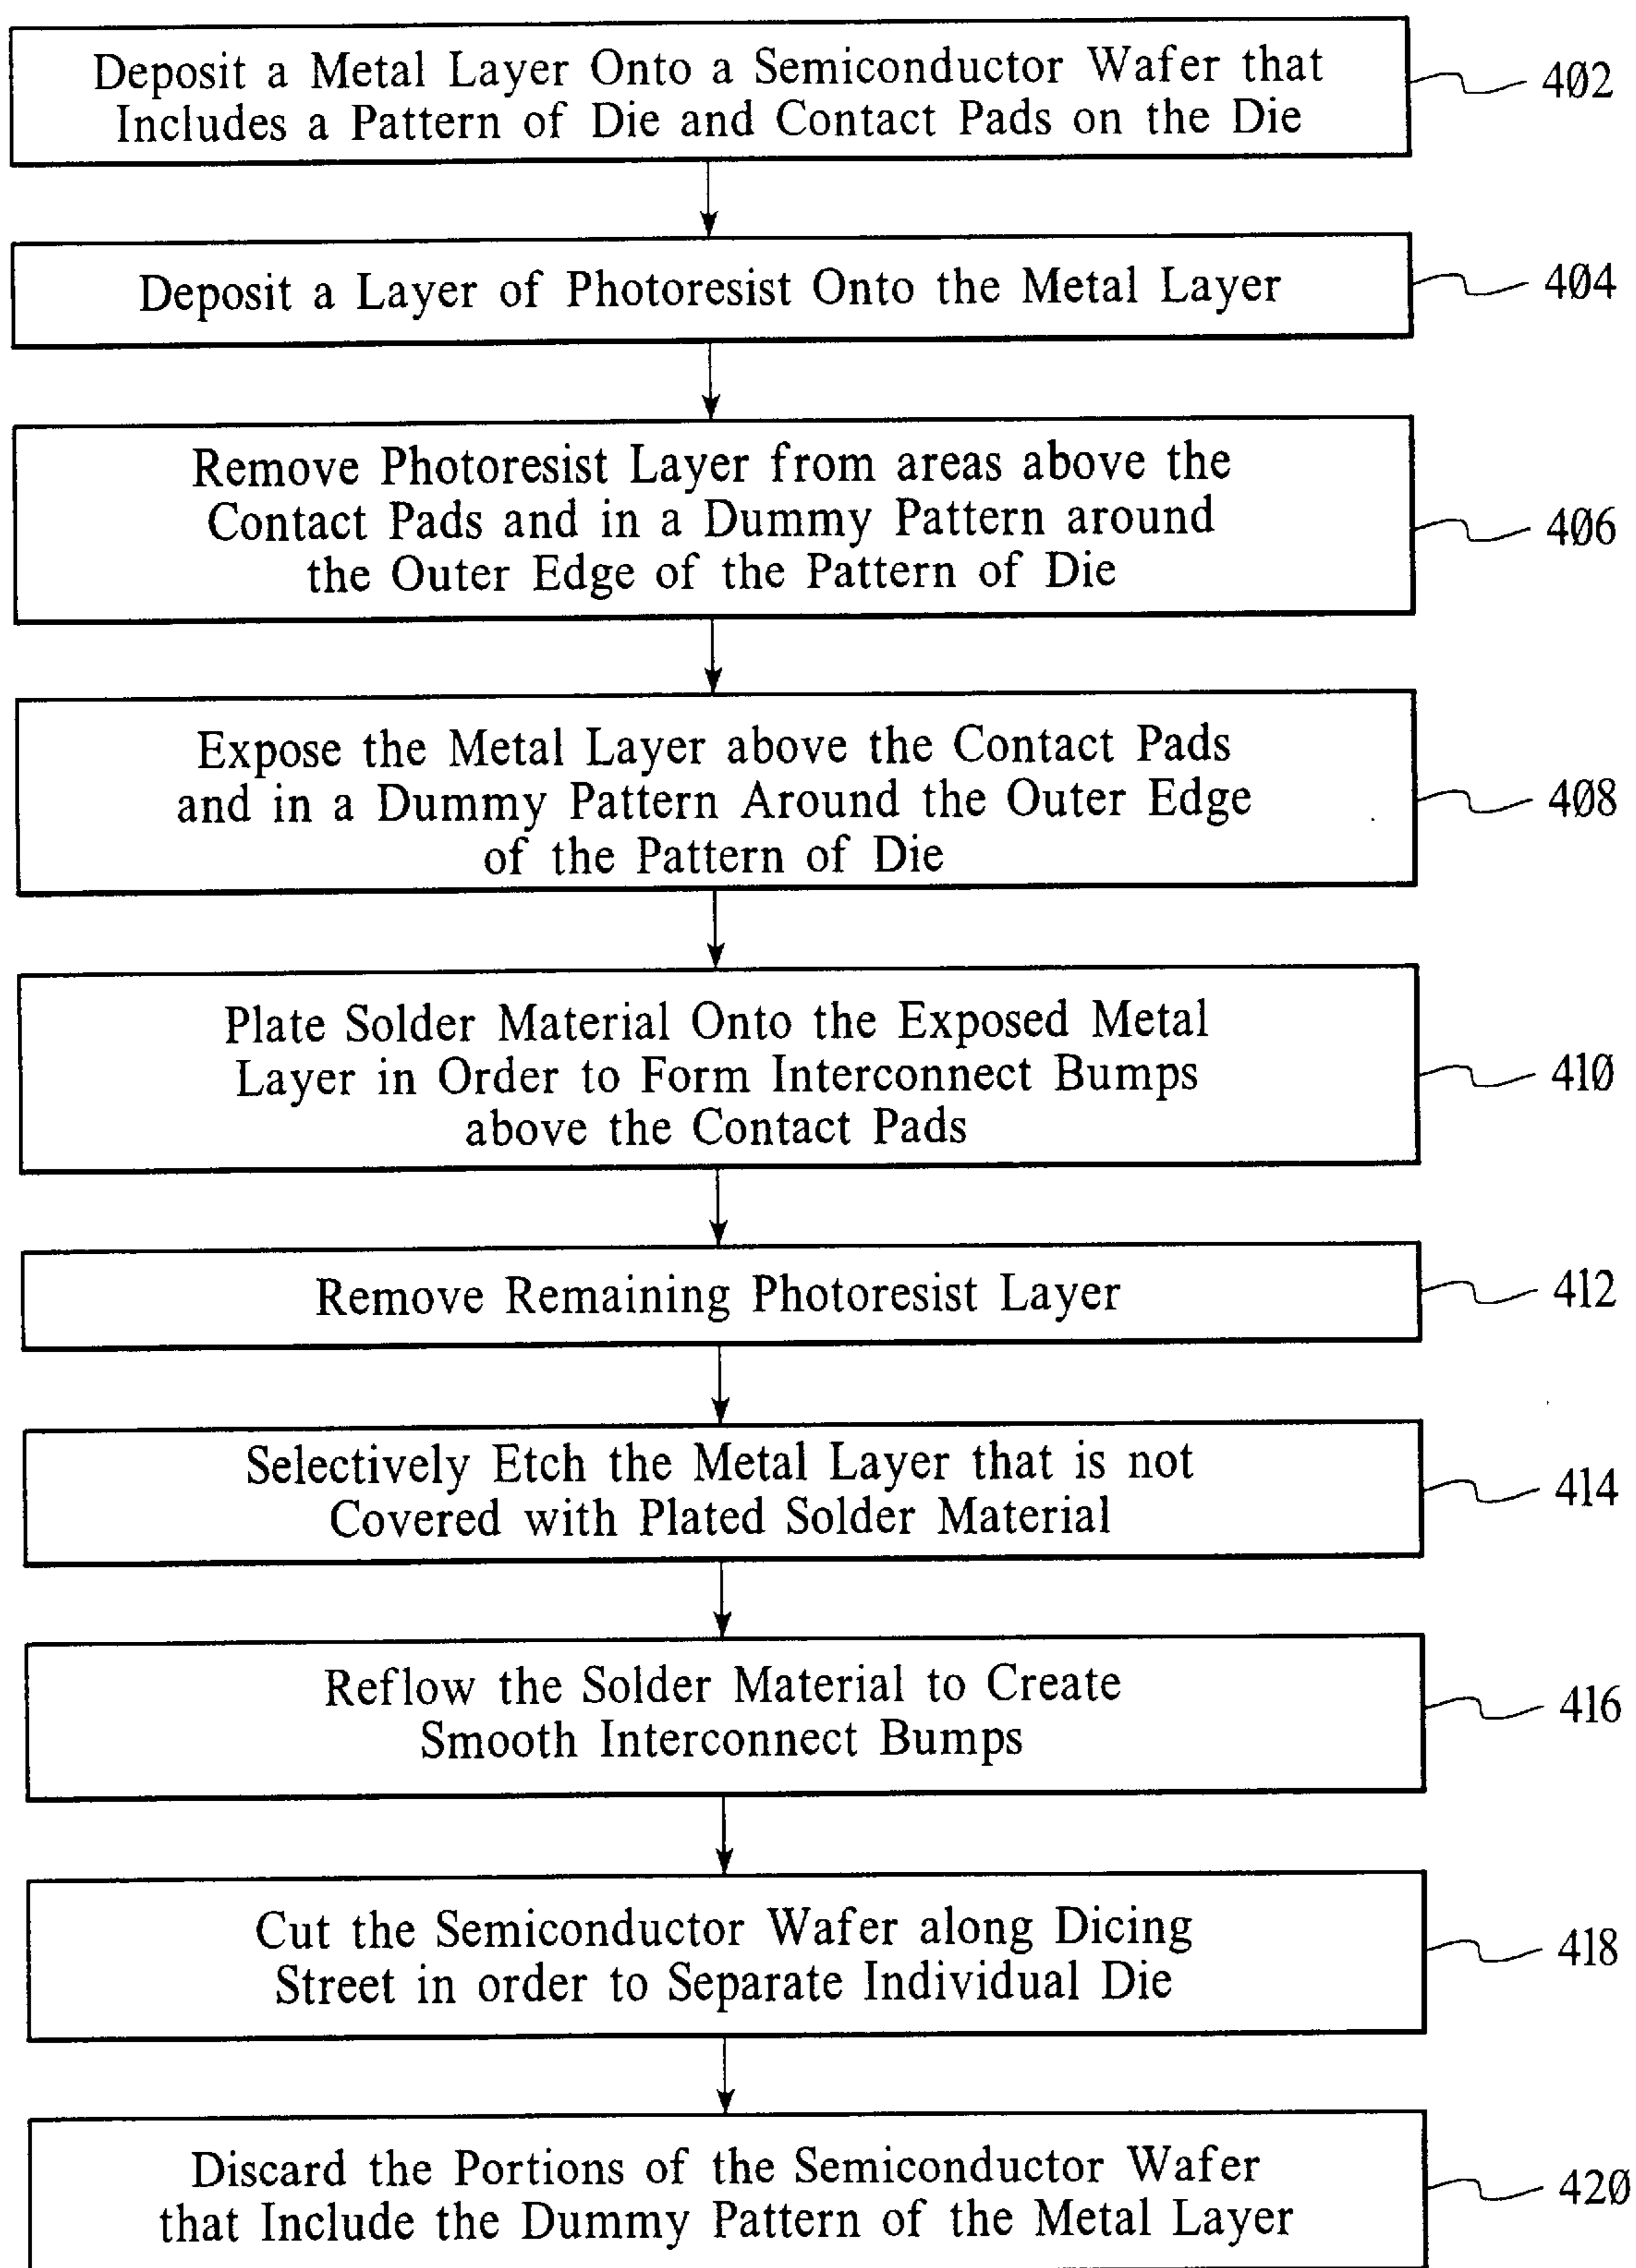 Deposit a Metal Layer Onto a Semiconductor Wafer that
Includes a Pattern of Die and Contact Pads on the Die
402
Deposit a Layer of Photoresist Onto the Metal Layer
404
Remove Photoresist Layer from areas above the
Contact Pads and in a Dummy Pattern around
the Outer Edge of the Pattern of Die
406
Expose the Metal Layer above the Contact Pads
and in a Dummy Pattern Around the Outer Edge
of the Pattern of Die
408
Plate Solder Material Onto the Exposed Metal
Layer in Order to Form Interconnect Bumps
above the Contact Pads
410
Remove Remaining Photoresist Layer
412
Selectively Etch the Metal Layer that is not
Covered with Plated Solder Material
414
Reflow the Solder Material to Create
Smooth Interconnect Bumps
416
Cut the Semiconductor Wafer along Dicing
Street in order to Separate Individual Die
418
Discard the Portions of the Semiconductor Wafer
that Include the Dummy Pattern of the Metal Layer
420